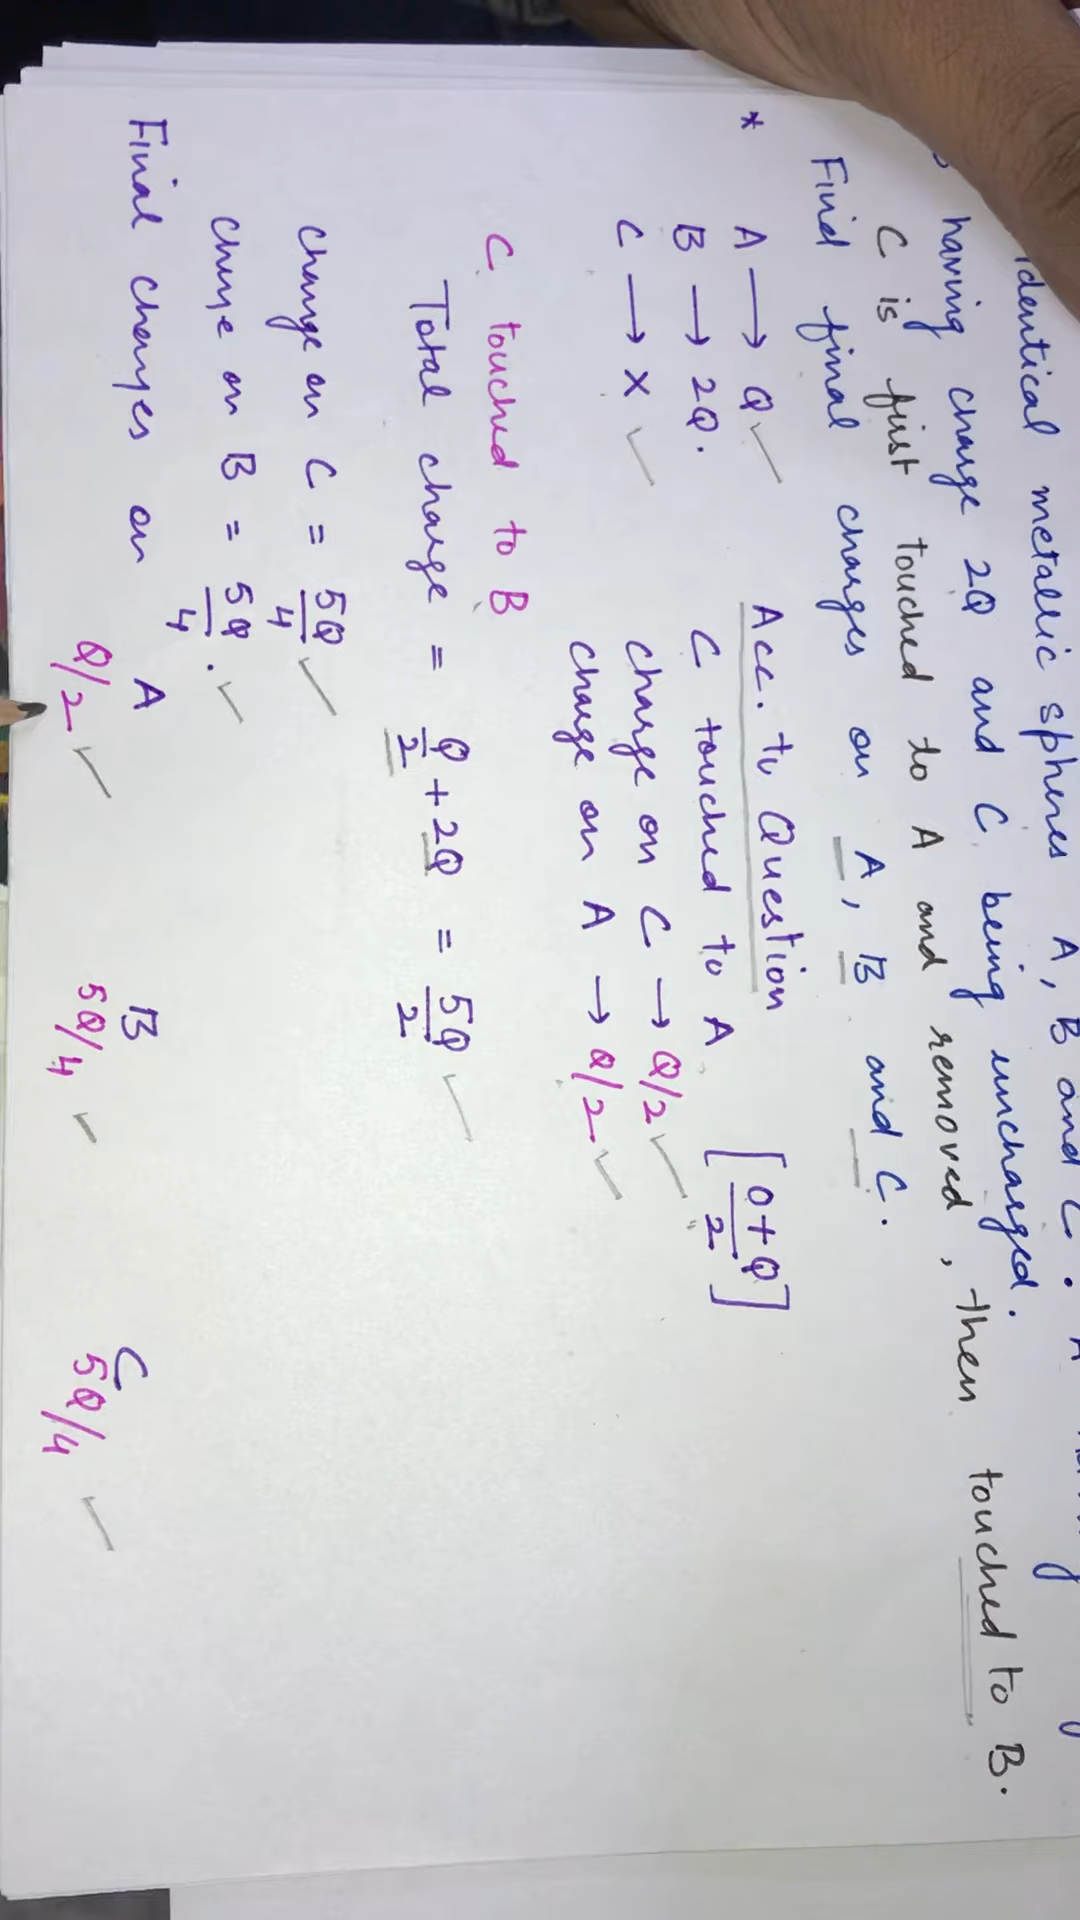 identical metallic spheres A, B and C. A
having charge 2Q and C being uncharged.
C is first touched to A and removed, then touched to B.
* Find final charges on A, B and C.
A → Q
B → 2Q.
C → X
Acc. to Question
C touched to A [0+Q/2]
charge on C → Q/2
charge on A → Q/2
C touched to B
Total charge = Q/2 + 2Q = 5Q/2
charge on C = 5Q/4
charge on B = 5Q/4.
Final charges on A B C
Q/2 5Q/4 5Q/4